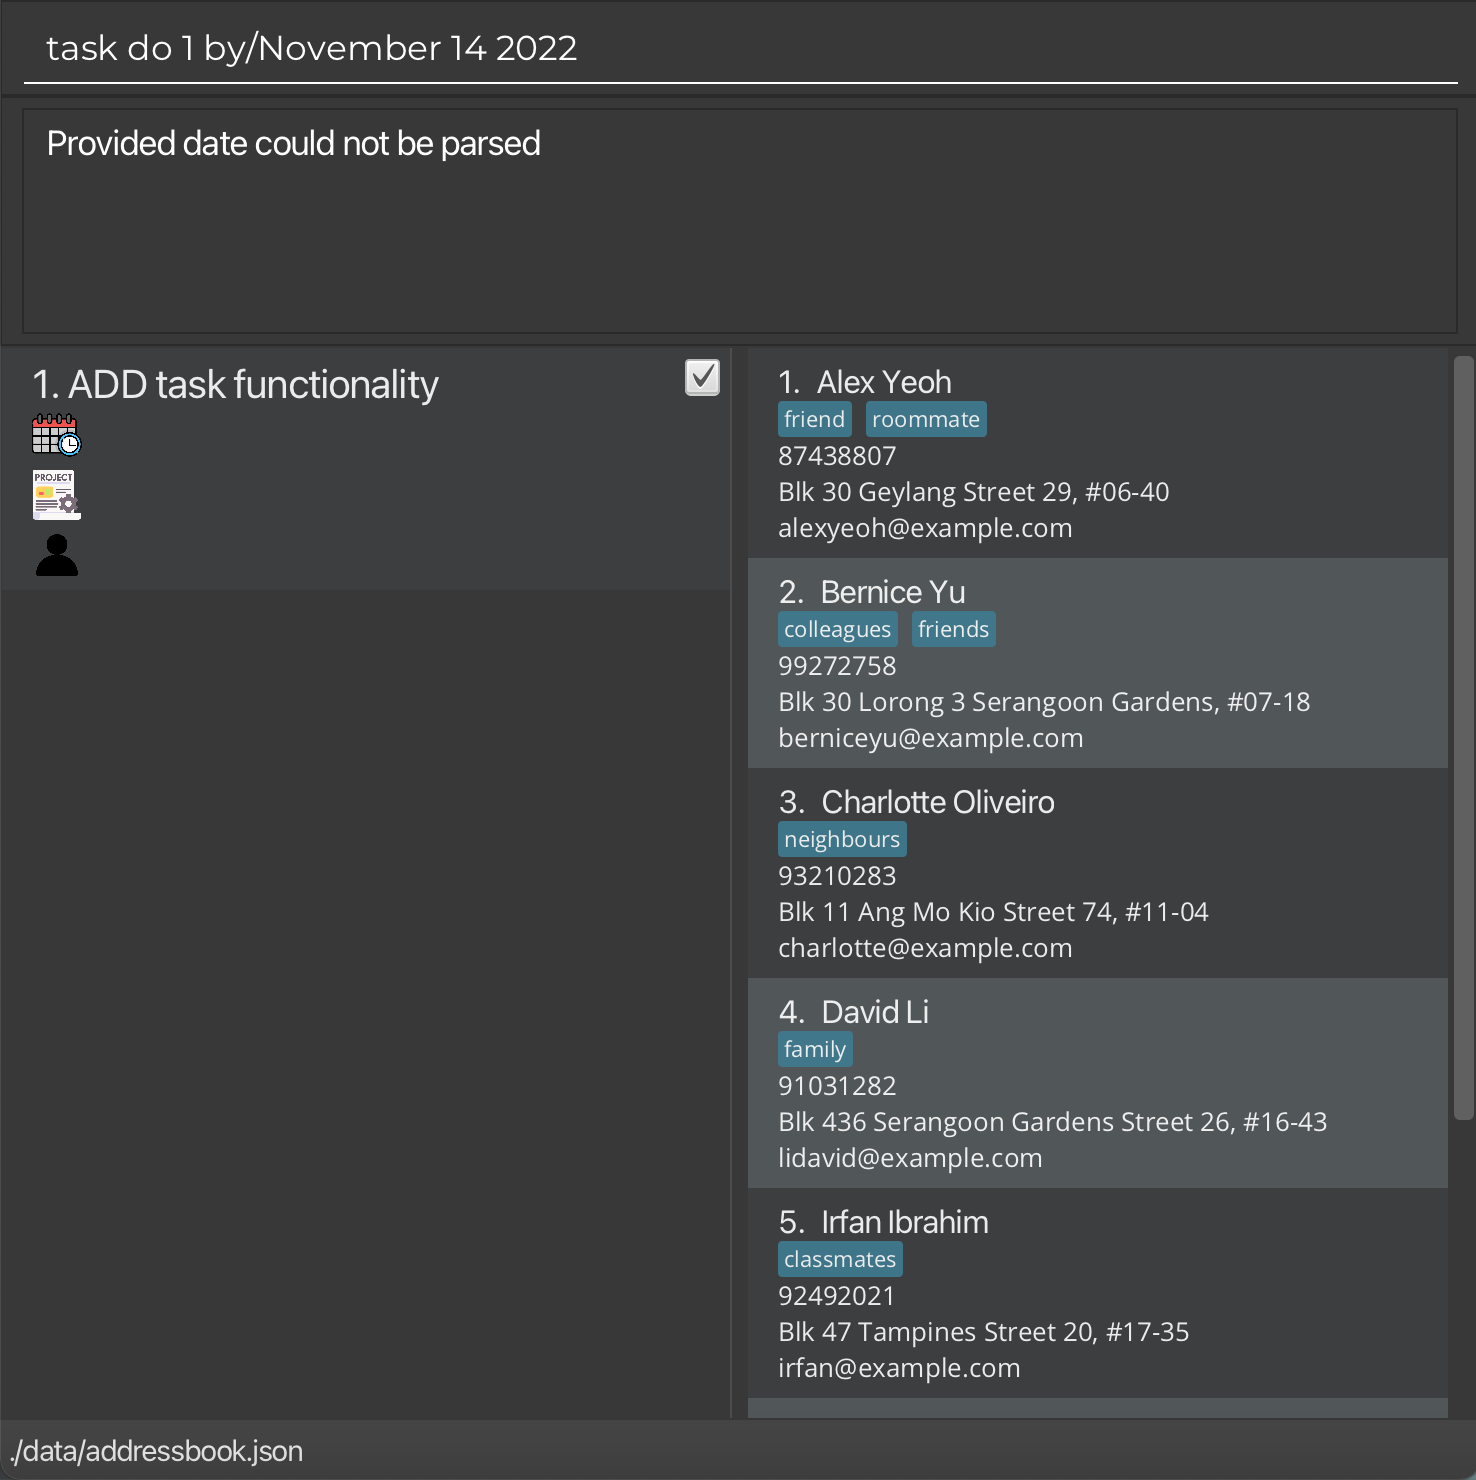 task do 1 by/November 14 2022
Provided date could not be parsed
1. ADD task functionality
PROJECT
1. Alex Yeoh
friend roommate
87438807
Blk 30 Geylang Street 29, #06-40
alexyeoh@example.com
2. Bernice Yu
colleagues friends
99272758
Blk 30 Lorong 3 Serangoon Gardens, #07-18
berniceyu@example.com
3. Charlotte Oliveiro
neighbours
93210283
Blk 11 Ang Mo Kio Street 74, #11-04
charlotte@example.com
4. David Li
family
91031282
Blk 436 Serangoon Gardens Street 26, #16-43
lidavid@example.com
5. Irfan Ibrahim
classmates
92492021
Blk 47 Tampines Street 20, #17-35
irfan@example.com
./data/addressbook.json